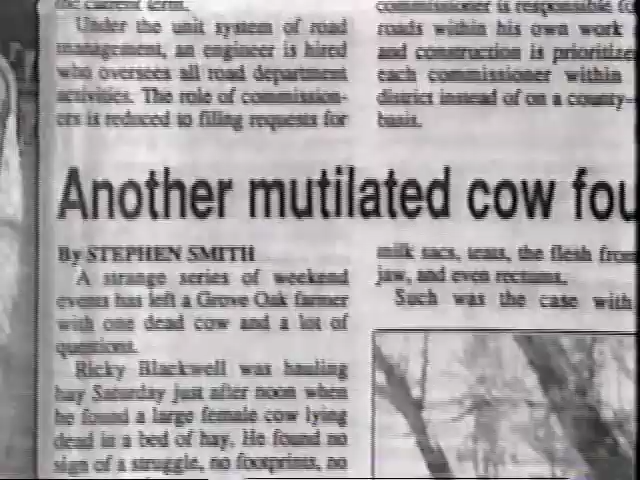 the current term.
Under the unit system of road
management, an engineer is hired
who oversees all road department
activities. The role of commission-
ers is reduced to filing requests for
commissioner is responsible fo
roads within his own work
and construction is prioritize
each commissioner within
district instead of on a county-
basis.
Another mutilated cow fou
By STEPHEN SMITH
A strange series of weekend
events has left a Grove Oak farmer
with one dead cow and a lot of
questions.
Ricky Blackwell was hauling
hay Saturday just after noon when
he found a large female cow lying
dead in a bed of hay. He found no
sign of a struggle, no footprints, no
milk sacs, teats, the flesh from
jaw, and even rectums.
Such was the case with